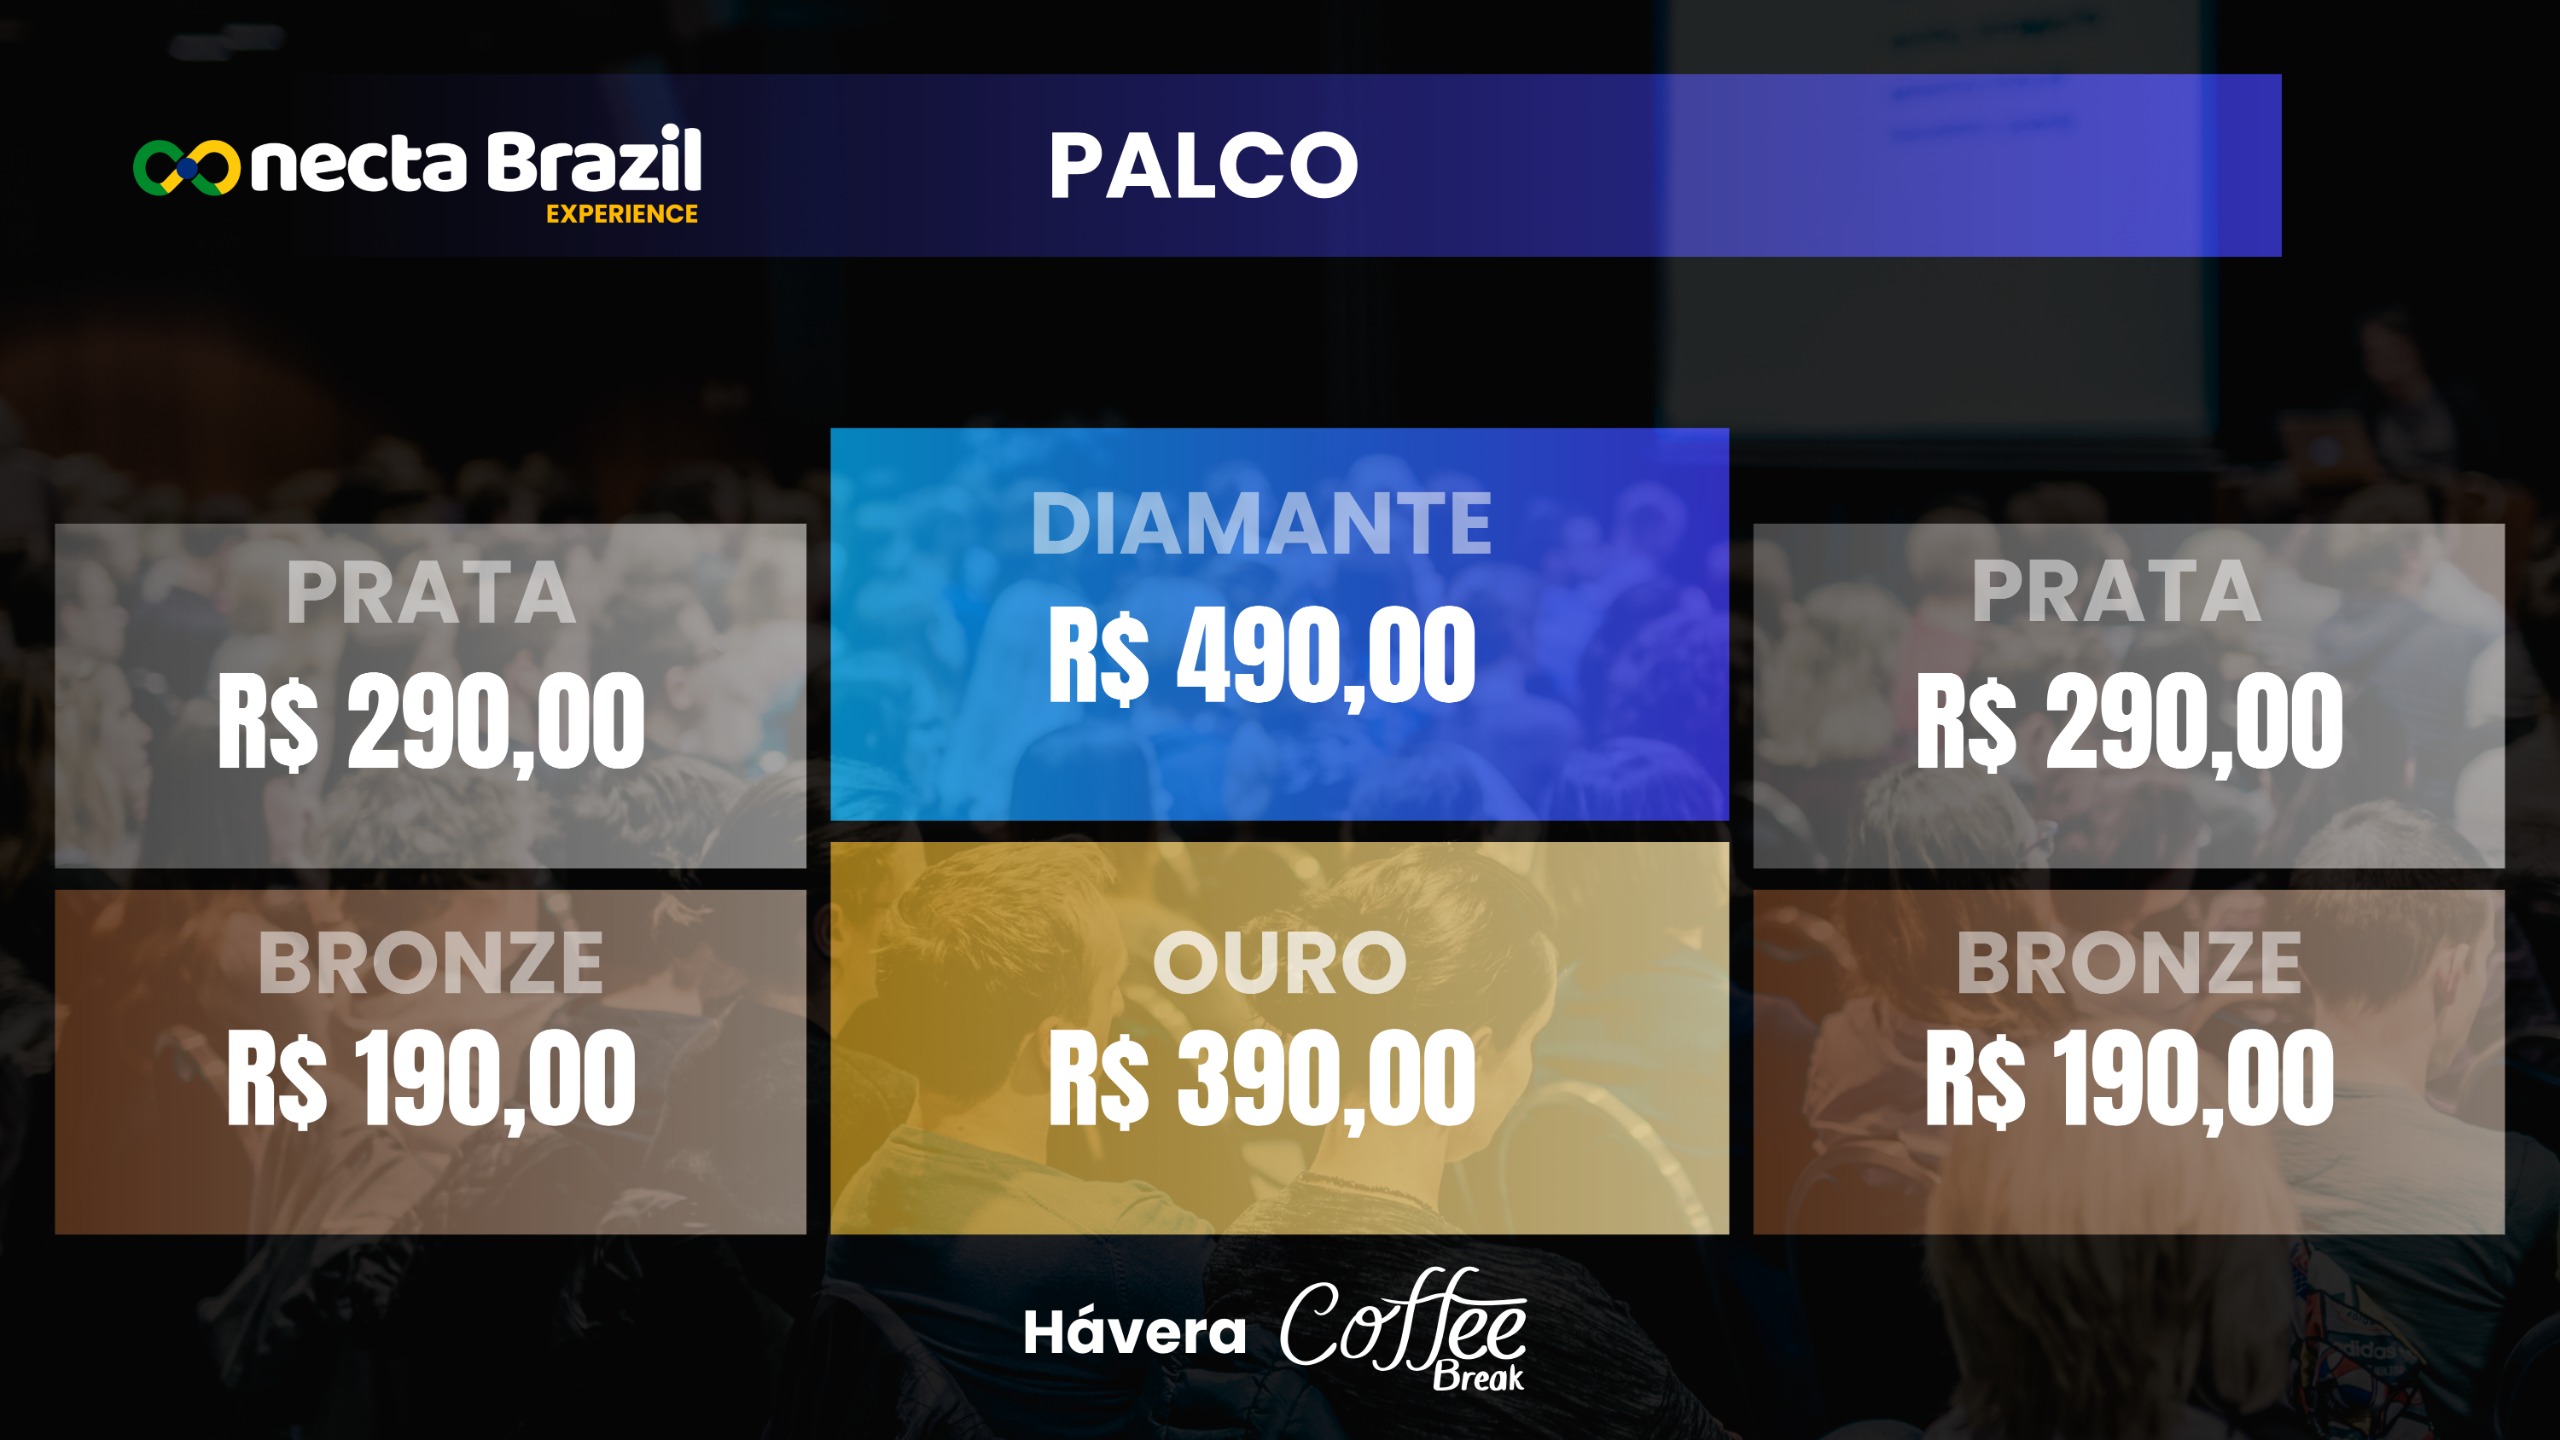 necta Brazil
EXPERIENCE
PALCO
DIAMANTE
R$ 490,00
PRATA
R$ 290,00
PRATA
R$ 290,00
BRONZE
R$ 190,00
OURO
R$ 390,00
BRONZE
R$ 190,00
Hávera Coffee
Break
adidas